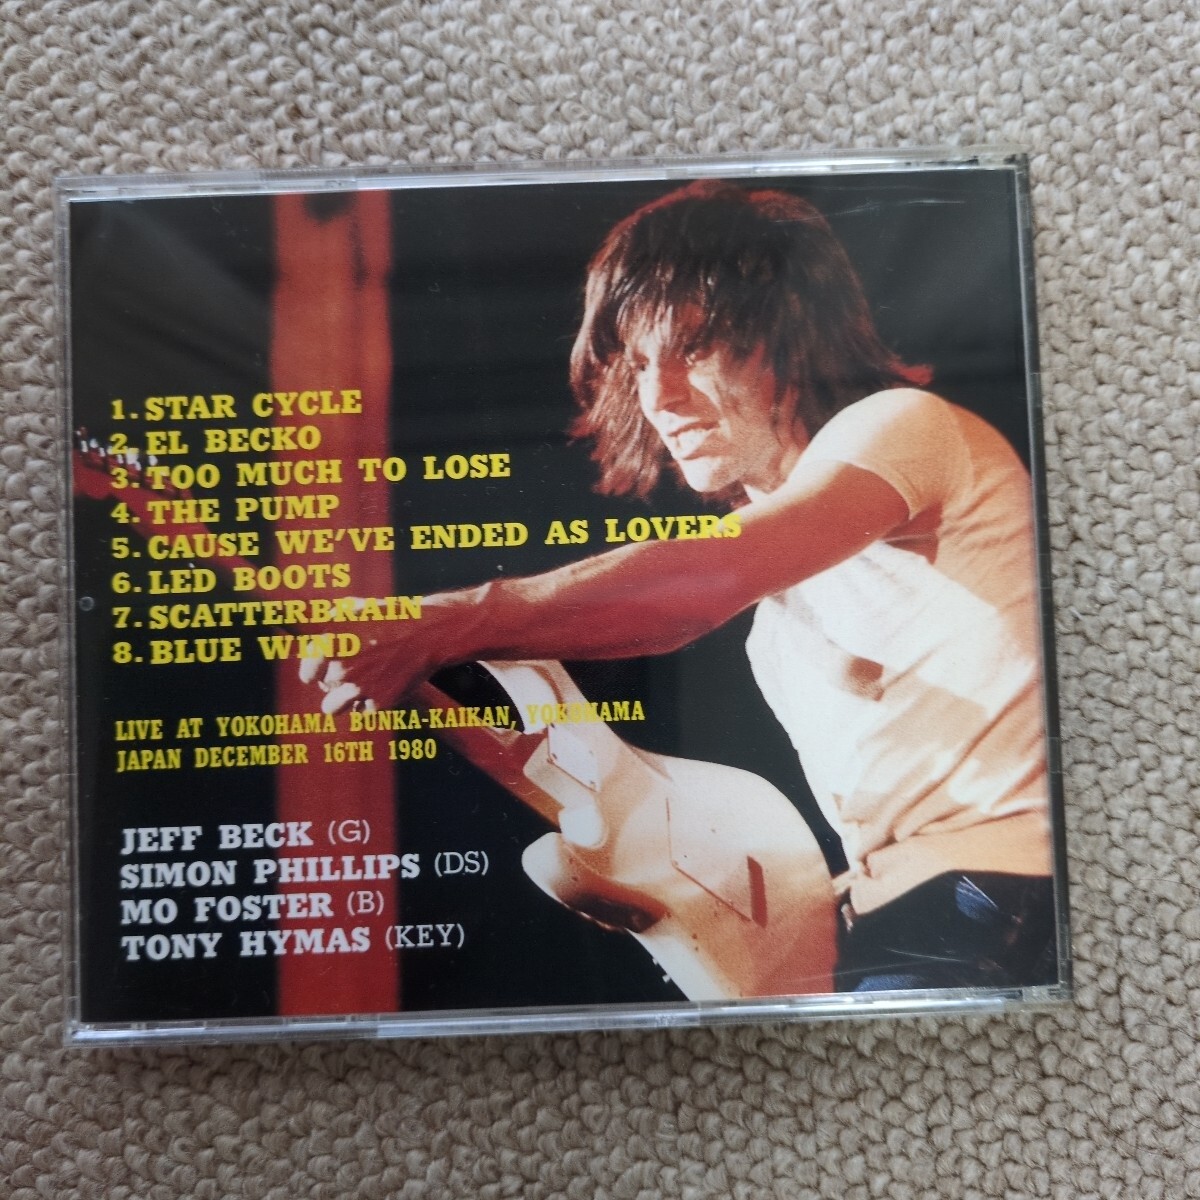 1. STAR CYCLE
2. EL BECKO
3. TOO MUCH TO LOSE
4. THE PUMP
5. CAUSE WE'VE ENDED AS LOVERS
6. LED BOOTS
7. SCATTERBRAIN
8. BLUE WIND
LIVE AT YOKOHAMA BUNKA-KAIKAN, YOKOHAMA
JAPAN DECEMBER 16TH 1980
JEFF BECK (G)
SIMON PHILLIPS (DS)
MO FOSTER (B)
TONY HYMAS (KEY)